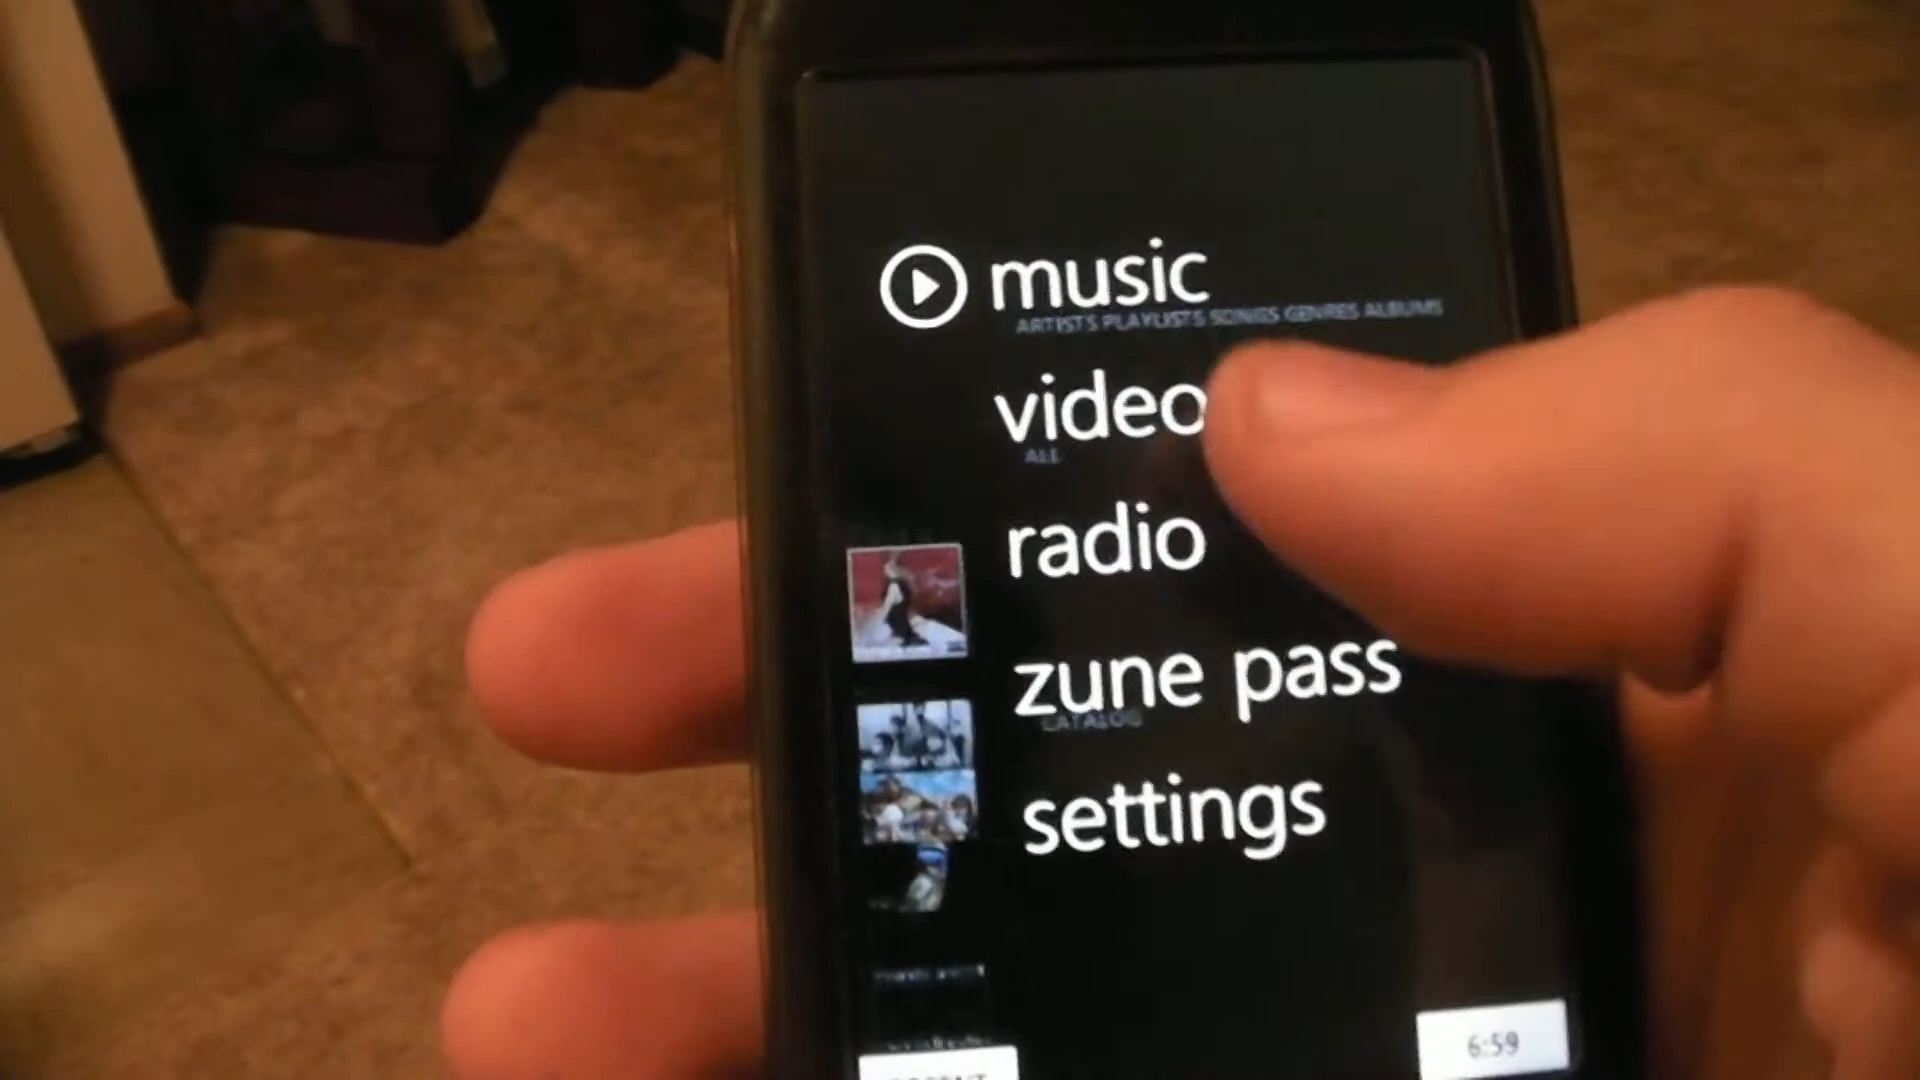 music
ARTISTS PLAYLISTS SONGS GENRES ALBUMS
video
ALL
radio
zune pass
CATALOG
settings
6:59